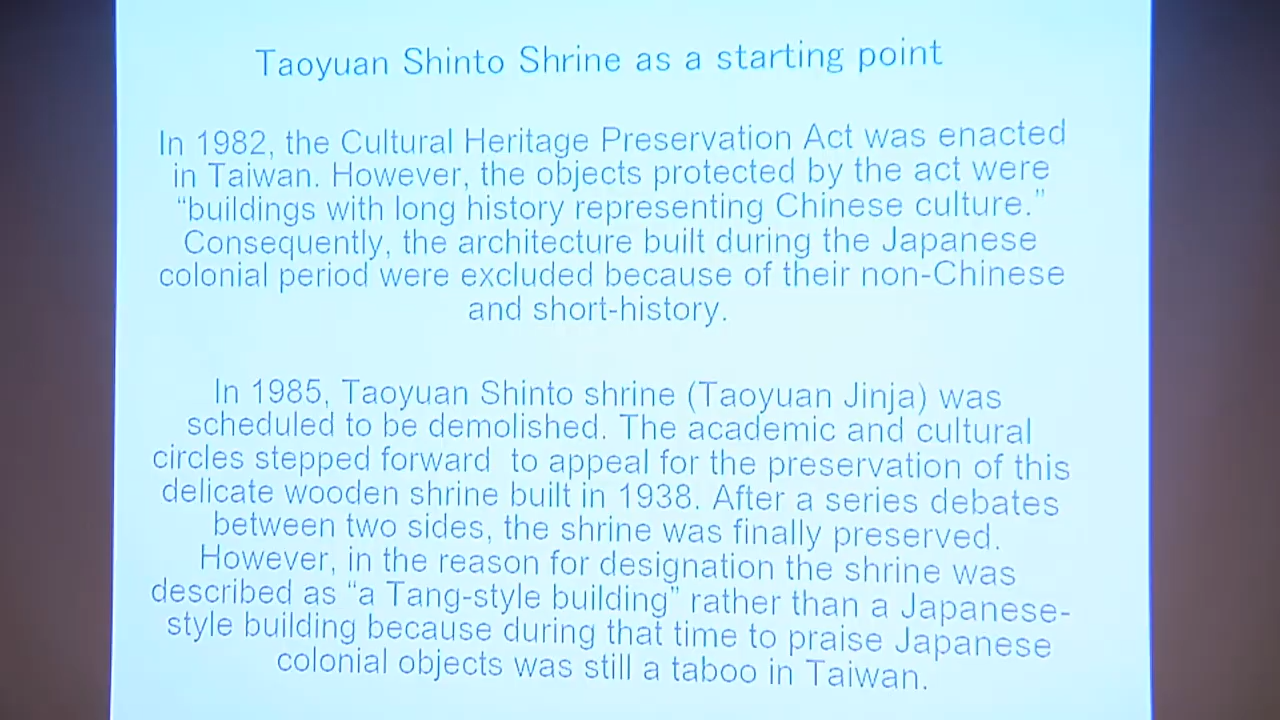 Taoyuan Shinto Shrine as a starting point
In 1982, the Cultural Heritage Preservation Act was enacted
in Taiwan. However, the objects protected by the act were
“buildings with long history representing Chinese culture.”
Consequently, the architecture built during the Japanese
colonial period were excluded because of their non-Chinese
and short-history.
In 1985, Taoyuan Shinto shrine (Taoyuan Jinja) was
scheduled to be demolished. The academic and cultural
circles stepped forward  to appeal for the preservation of this
delicate wooden shrine built in 1938. After a series debates
between two sides, the shrine was finally preserved.
However, in the reason for designation the shrine was
described as “a Tang-style building” rather than a Japanese-
style building because during that time to praise Japanese
colonial objects was still a taboo in Taiwan.